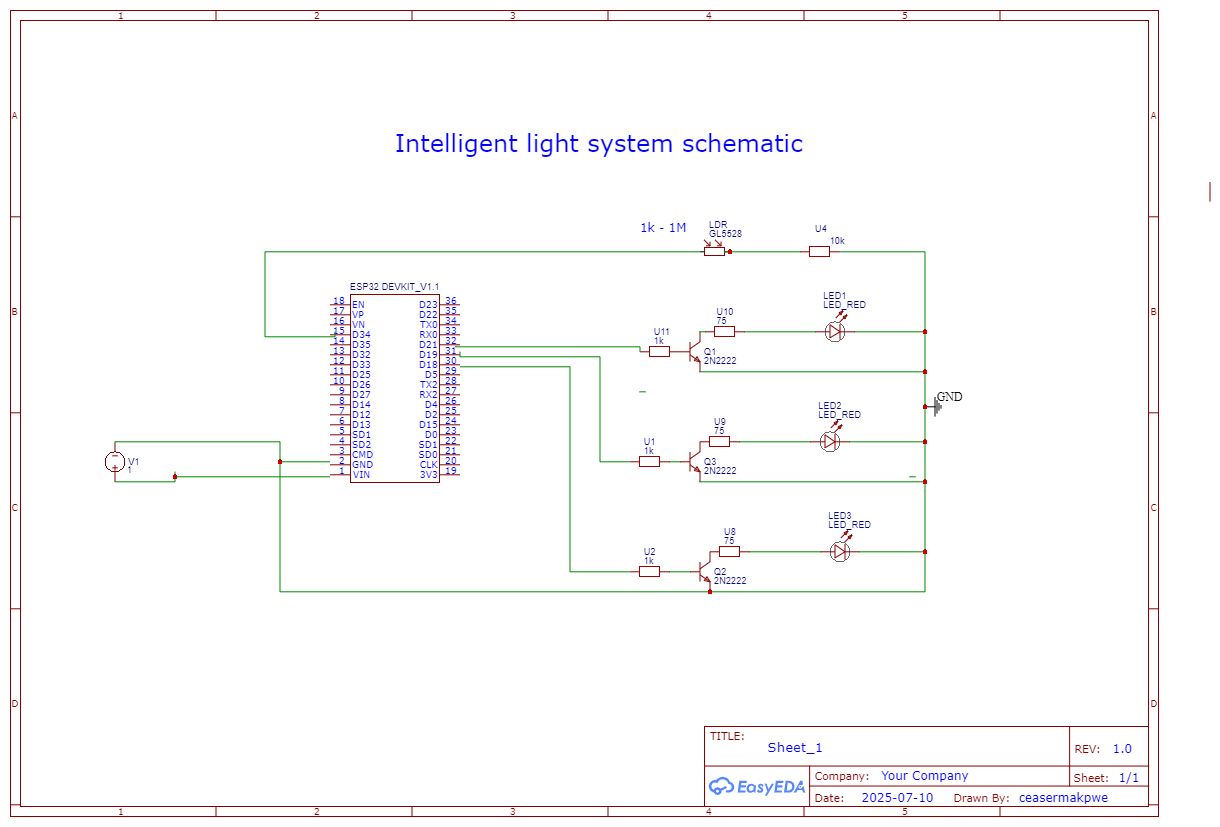 1 2 3 4 5
A A
Intelligent light system schematic
1k - 1M
LDR
GL5528
U4
10k
B B
ESP32 DEVKIT_V1.1
18 EN D23 36
17 VP D22 35
16 VN TX0 34
15 D34 RX0 33
14 D35 D21 32
13 D32 D19 31
12 D33 D18 30
11 D25 D5 29
10 D26 TX2 28
9 D27 RX2 27
8 D14 D4 26
7 D12 D2 25
6 D13 D15 24
5 SD1 D0 23
4 SD2 SD1 22
3 CMD SD0 21
2 GND CLK 20
1 VIN 3V3 19
LED1
LED_RED
U10
75
U11
1k
Q1
2N2222
GND
LED2
LED_RED
U9
75
U1
1k
Q3
2N2222
V1
1
C C
LED3
LED_RED
U8
75
U2
1k
Q2
2N2222
D D
TITLE:
Sheet_1
REV: 1.0
EasyEDA
Company: Your Company
Sheet: 1/1
Date: 2025-07-10 Drawn By: ceasermakpwe
1 2 3 4 5